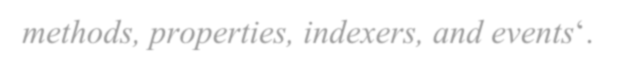 methods, properties, indexers, and events‘.